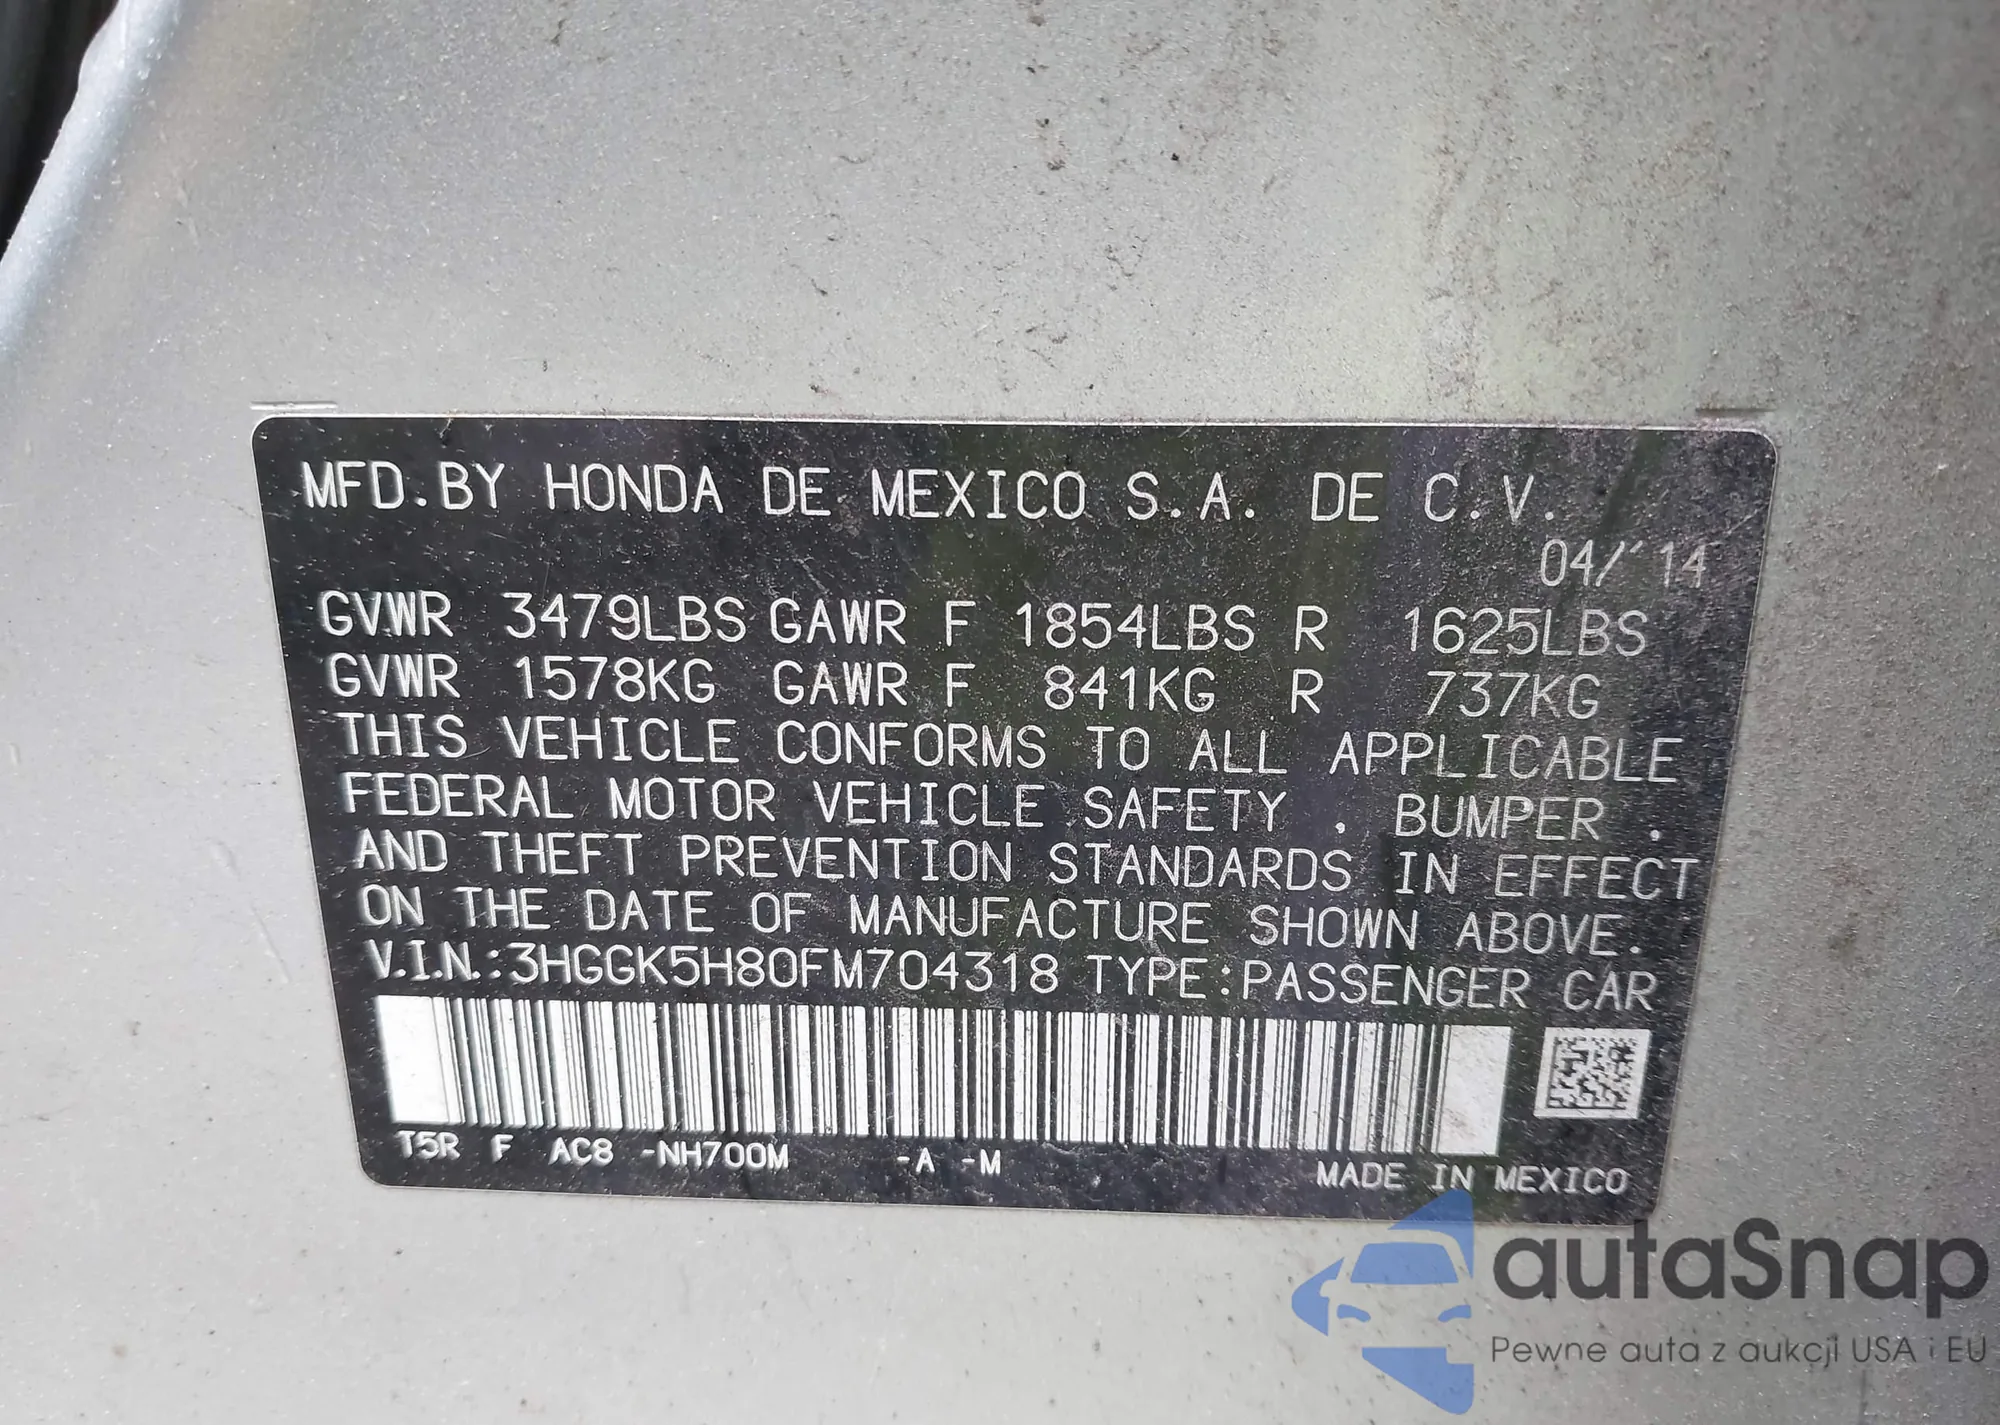 MFD.BY HONDA DE MEXICO S.A. DE C.V.
04/'14
GVWR 3479LBS GAWR F 1854LBS R 1625LBS
GVWR 1578KG GAWR F 841KG R 737KG
THIS VEHICLE CONFORMS TO ALL APPLICABLE
FEDERAL MOTOR VEHICLE SAFETY , BUMPER ,
AND THEFT PREVENTION STANDARDS IN EFFECT
ON THE DATE OF MANUFACTURE SHOWN ABOVE.
V.I.N.:3HGGK5H80FM704318 TYPE:PASSENGER CAR
T5R F AC8 -NH700M -A -M
MADE IN MEXICO
autaSnap
Pewne auta z aukcji USA i EU